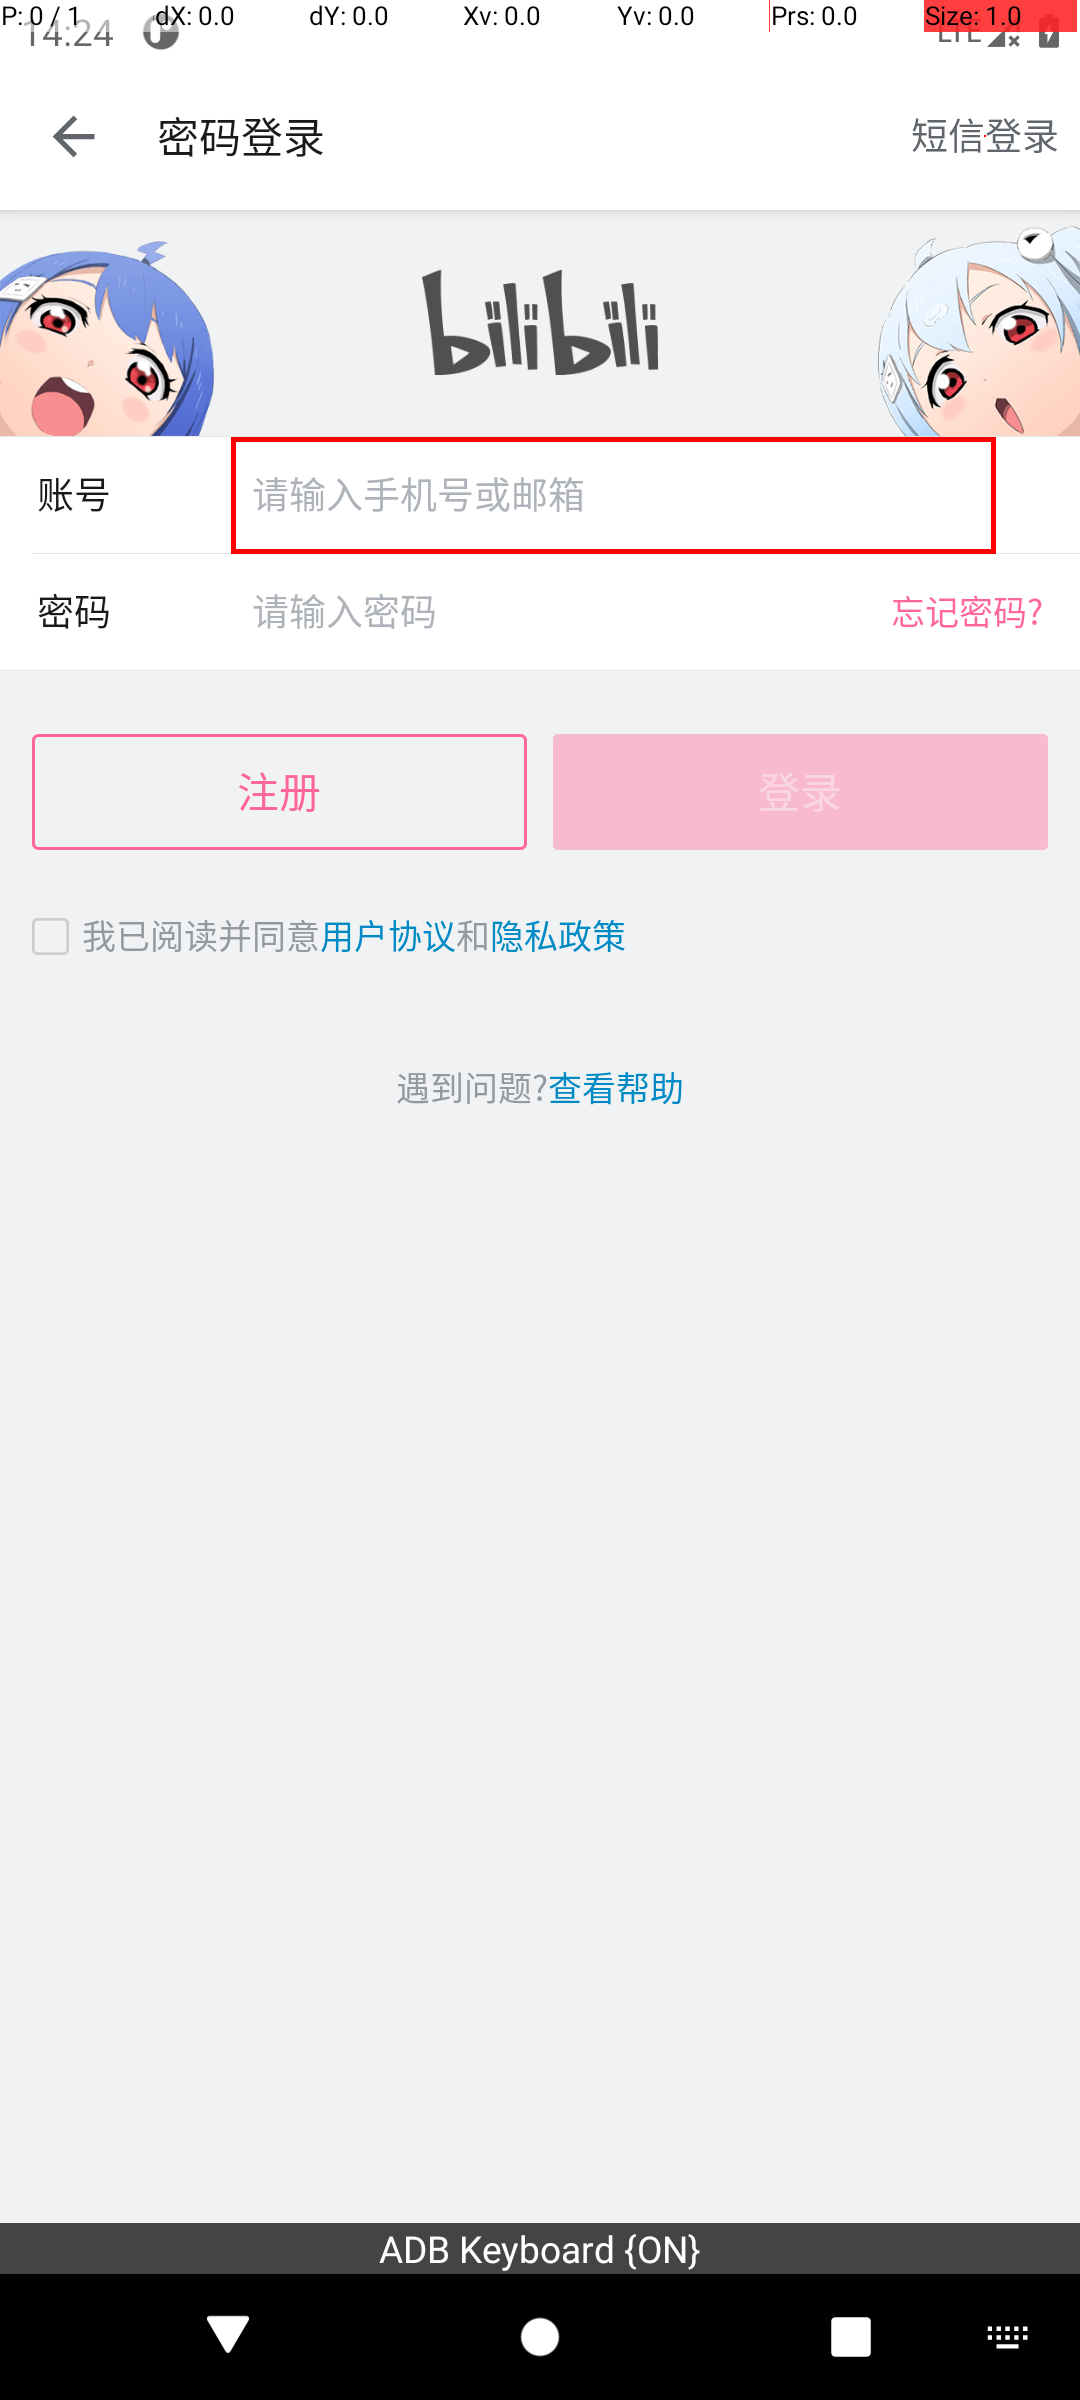 P: 0 / 1 dX: 0.0 dY: 0.0 Xv: 0.0 Yv: 0.0 Prs: 0.0 Size: 1.0
14:24 LTE
密码登录 短信登录
bilibili
账号 请输入手机号或邮箱
密码 请输入密码 忘记密码?
注册 登录
我已阅读并同意用户协议和隐私政策
遇到问题?查看帮助
ADB Keyboard {ON}